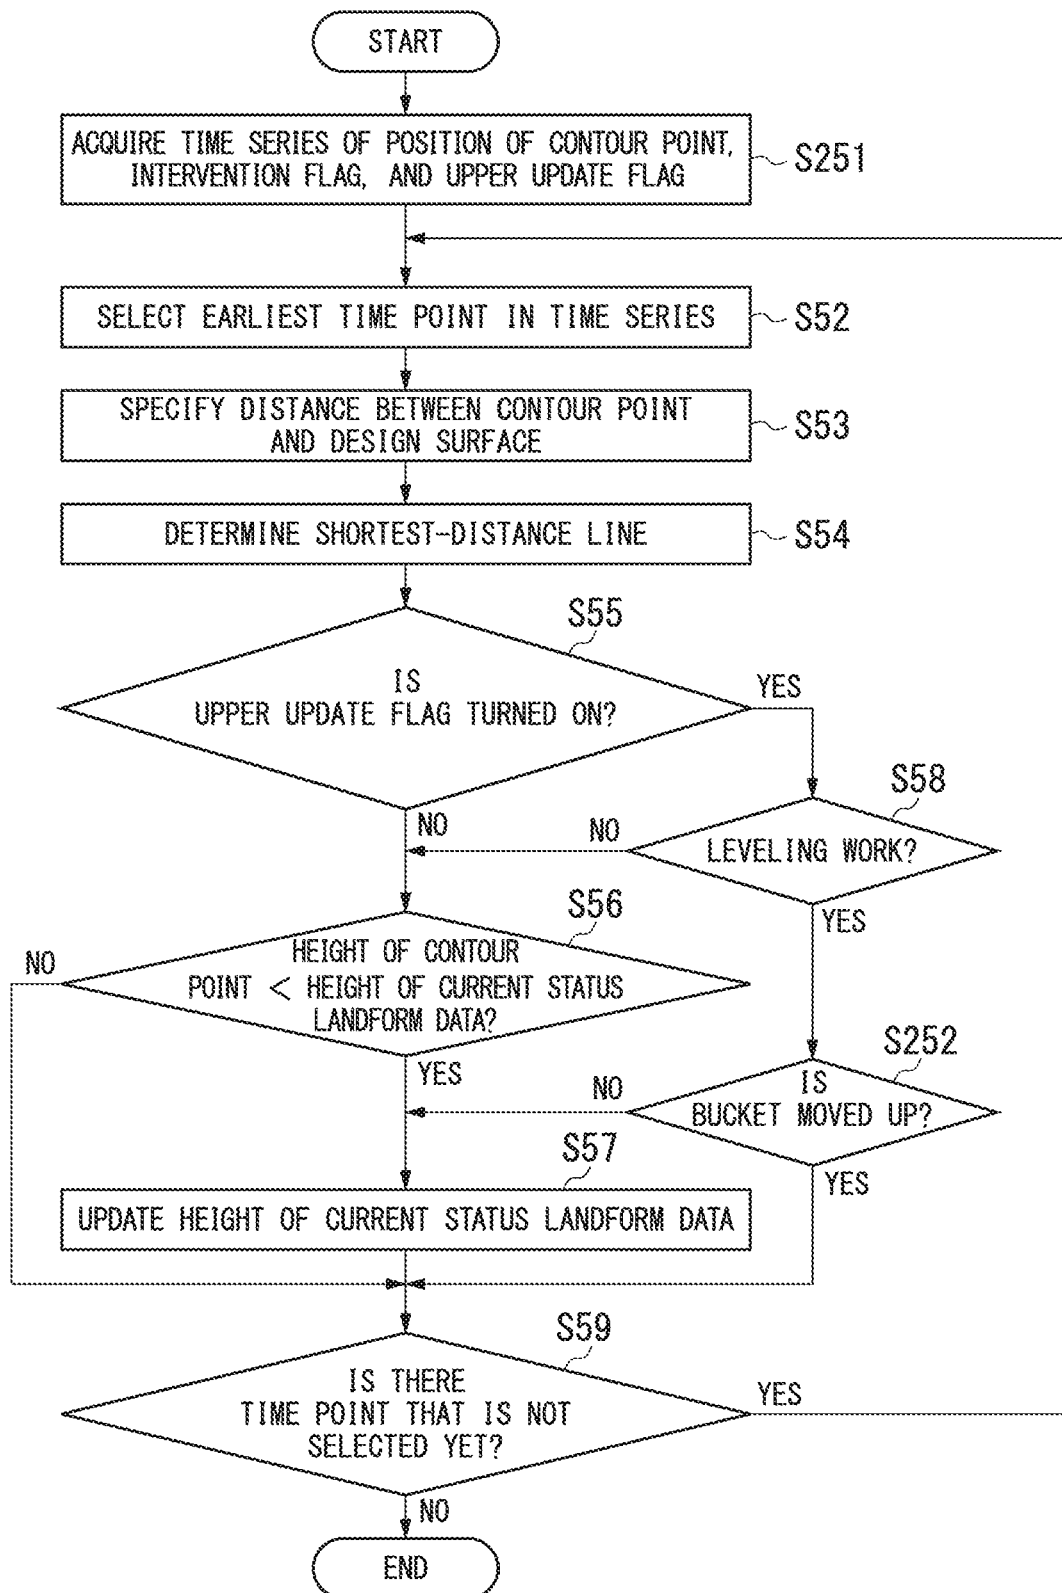 START
ACQUIRE TIME SERIES OF POSITION OF CONTOUR POINT,
INTERVENTION FLAG, AND UPPER UPDATE FLAG
S251
SELECT EARLIEST TIME POINT IN TIME SERIES
S52
SPECIFY DISTANCE BETWEEN CONTOUR POINT
AND DESIGN SURFACE
S53
DETERMINE SHORTEST-DISTANCE LINE
S54
S55
IS
UPPER UPDATE FLAG TURNED ON?
YES
NO
S58
LEVELING WORK?
NO
YES
S56
HEIGHT OF CONTOUR
POINT < HEIGHT OF CURRENT STATUS
LANDFORM DATA?
NO
YES
S252
IS
BUCKET MOVED UP?
NO
YES
S57
UPDATE HEIGHT OF CURRENT STATUS LANDFORM DATA
S59
IS THERE
TIME POINT THAT IS NOT
SELECTED YET?
YES
NO
END